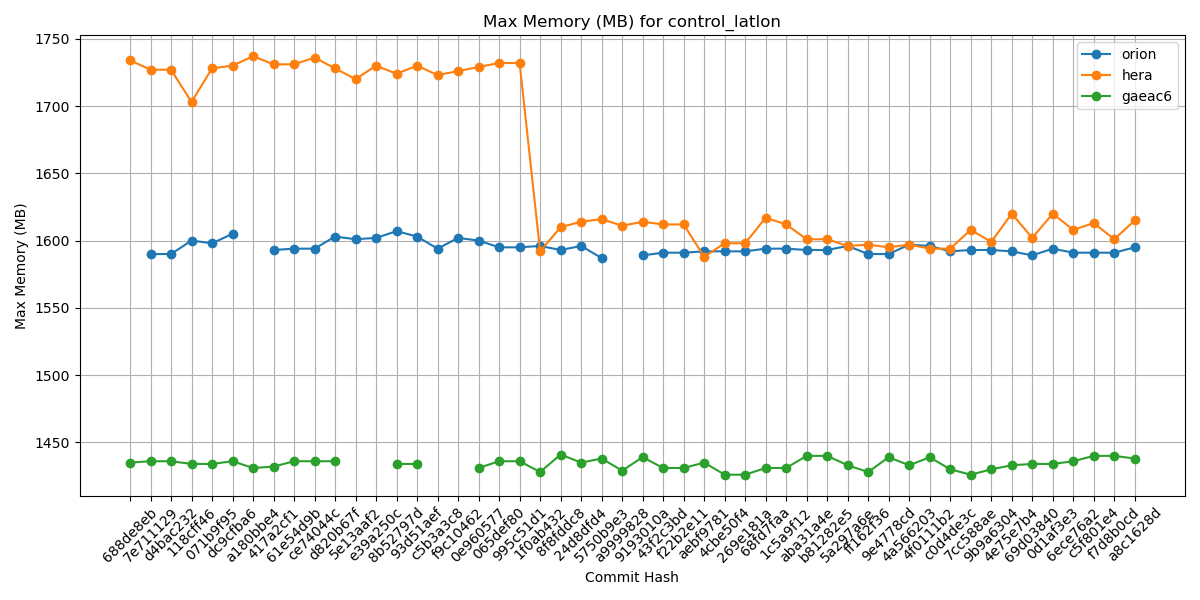 Max Memory (MB) for control_latlon
orion
hera
gaeac6
Max Memory (MB)
1750
1700
1650
1600
1550
1500
1450
688de8eb
7e711129
d4bac232
118cff46
071b9f95
dc9cfba6
a180bbe4
417a2cf1
61e54d9b
ce74044c
d820b67f
5e13aaf2
e39a250c
8b52797d
93d51aef
c5b3a3c8
f9c10462
0e960577
065def80
995c51d1
1f0ab432
8f8fddc8
24d8dfd4
5750b9e3
a9999828
9193010a
43f2c3bd
f22b2e11
aebf9781
4cbe50f4
269e181a
68fd7faa
1c5a9f12
aba31a4e
b81282e5
5a297a6e
ff162f36
9e4778cd
4a566203
4f0111b2
c0d4de3c
7cc588ae
9b9a6304
4e75e7b4
69d03840
0d1af3e3
6ece76a2
c5f801e4
f7d8b0cd
a8c1628d
Commit Hash